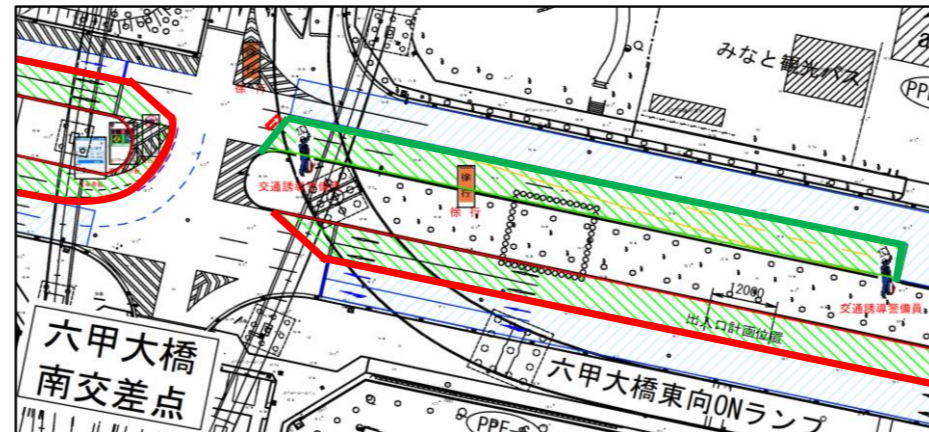 徐行
みなと観光バス
交通誘導警備員
徐
行
徐行
12000
出入口計画位置
交通誘導警備員
六甲大橋
南交差点
六甲大橋東向ONランプ